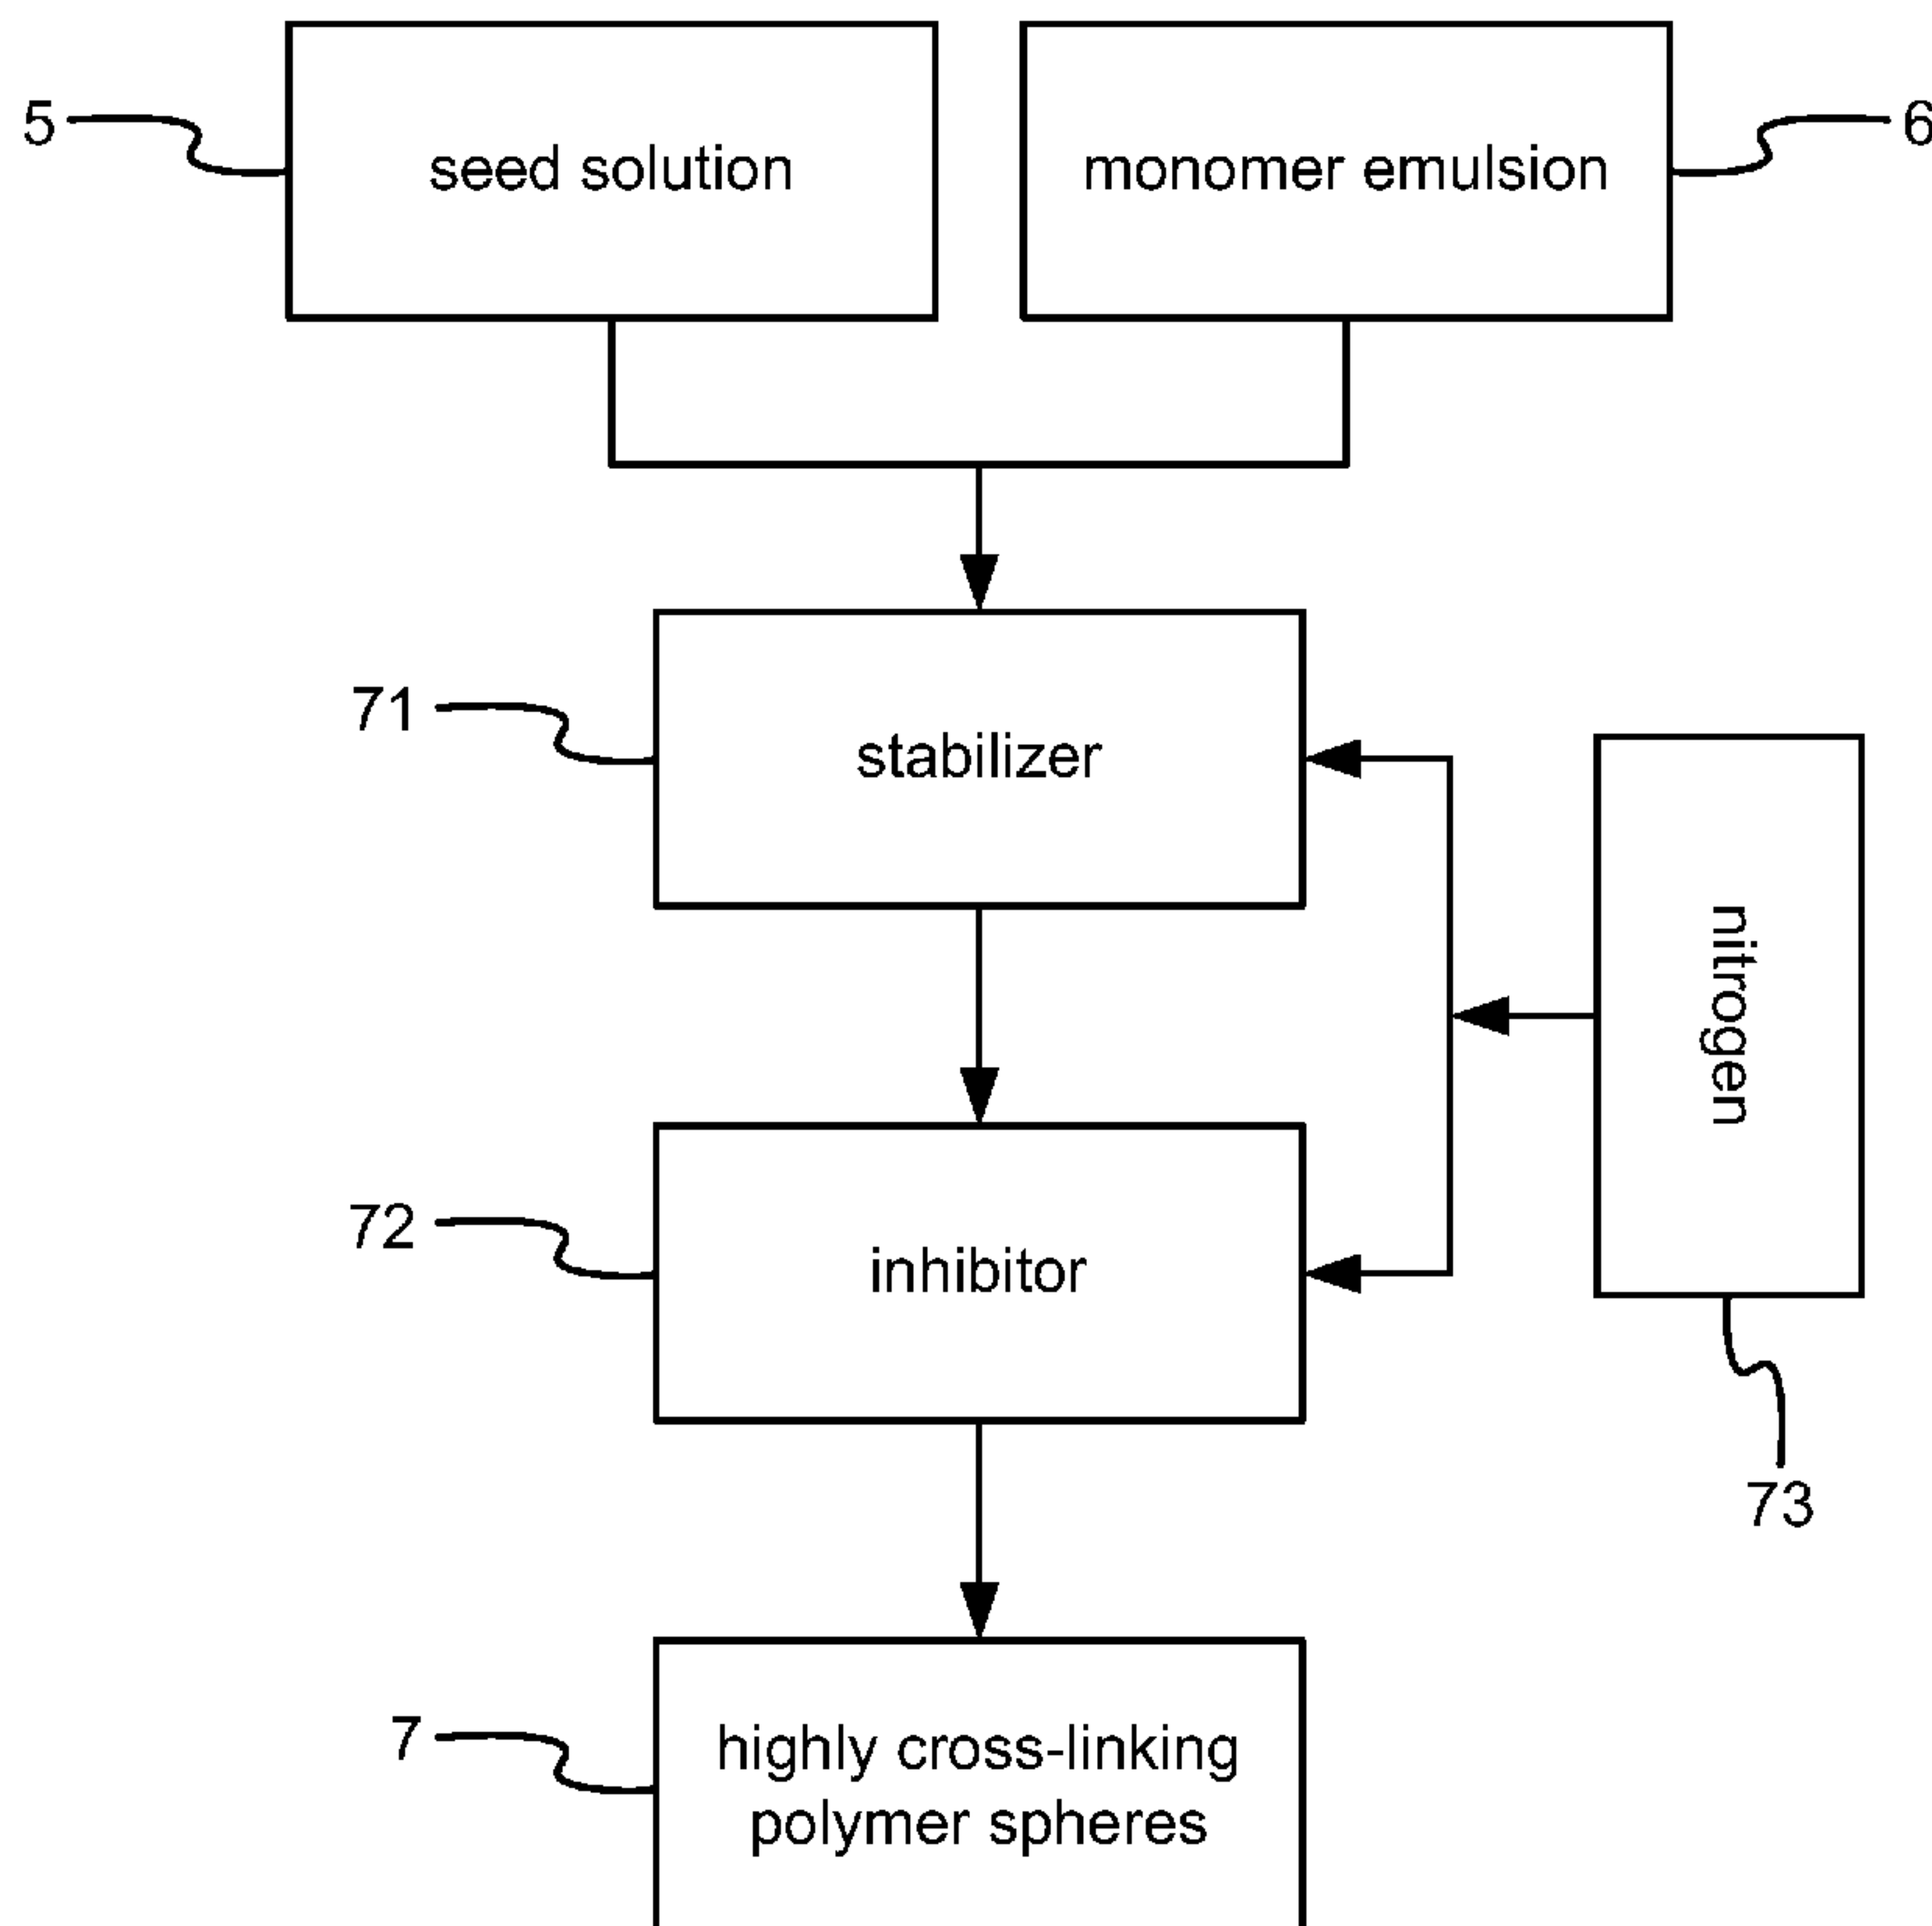 5
seed solution
monomer emulsion
6
71
stabilizer
nitrogen
72
inhibitor
73
7
highly cross-linking
polymer spheres